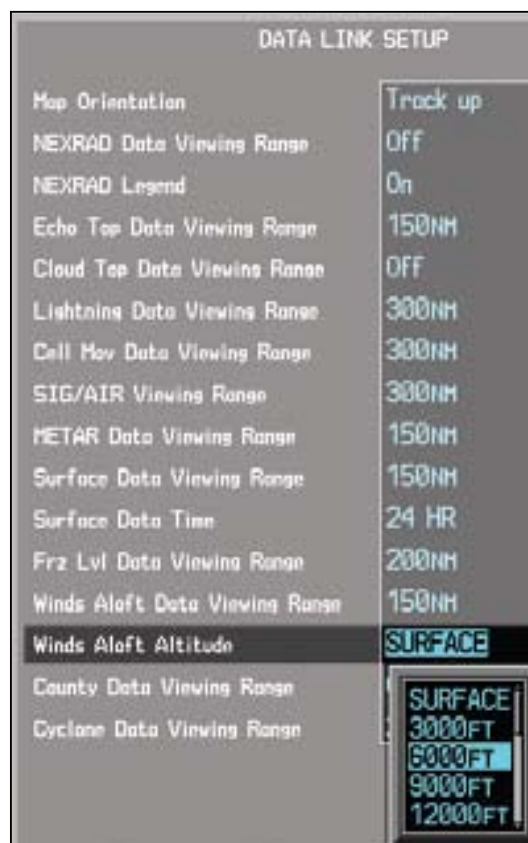 DATA LINK SETUP
Map Orientation Track up
NEXRAD Data Viewing Range Off
NEXRAD Legend On
Echo Top Data Viewing Range 150NM
Cloud Top Data Viewing Range Off
Lightning Data Viewing Range 300NM
Cell Mov Data Viewing Range 300NM
SIG/AIR Viewing Range 300NM
METAR Data Viewing Range 150NM
Surface Data Viewing Range 150NM
Surface Data Time 24 HR
Frz Lvl Data Viewing Range 200NM
Winds Aloft Data Viewing Range 150NM
Winds Aloft Altitude SURFACE
County Data Viewing Range
Cyclone Data Viewing Range
SURFACE
3000FT
6000FT
9000FT
12000FT